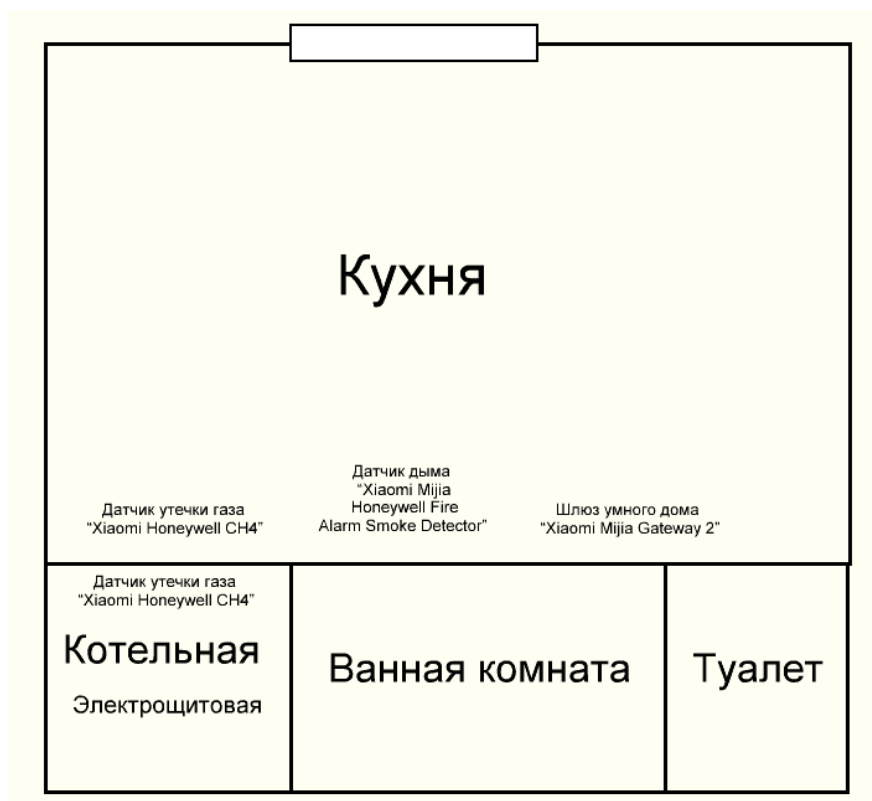 Кухня
Датчик утечки газа
“Xiaomi Honeywell CH4”
Датчик дыма
“Xiaomi Mijia
Honeywell Fire
Alarm Smoke Detector”
Шлюз умного дома
“Xiaomi Mijia Gateway 2”
Датчик утечки газа
“Xiaomi Honeywell CH4”
Котельная
Электрощитовая
Ванная комната
Туалет